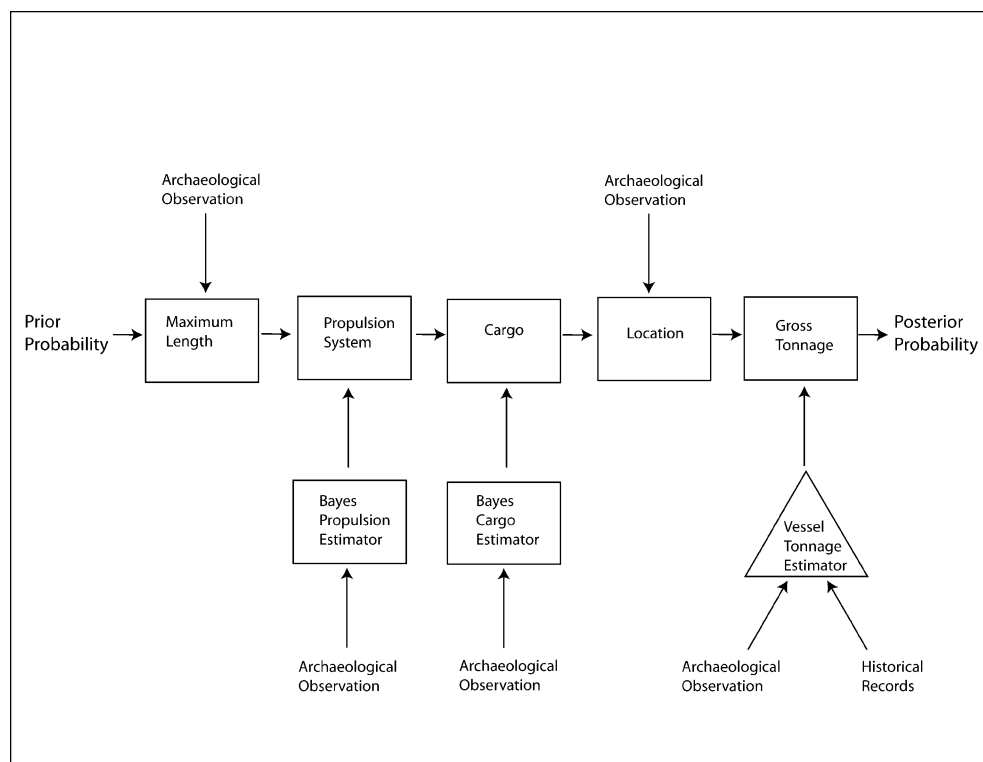 Archaeological
Observation
Archaeological
Observation
Prior
Probability
Maximum
Length
Propulsion
System
Cargo
Location
Gross
Tonnage
Posterior
Probability
Bayes
Propulsion
Estimator
Bayes
Cargo
Estimator
Vessel
Tonnage
Estimator
Archaeological
Observation
Archaeological
Observation
Archaeological
Observation
Historical
Records